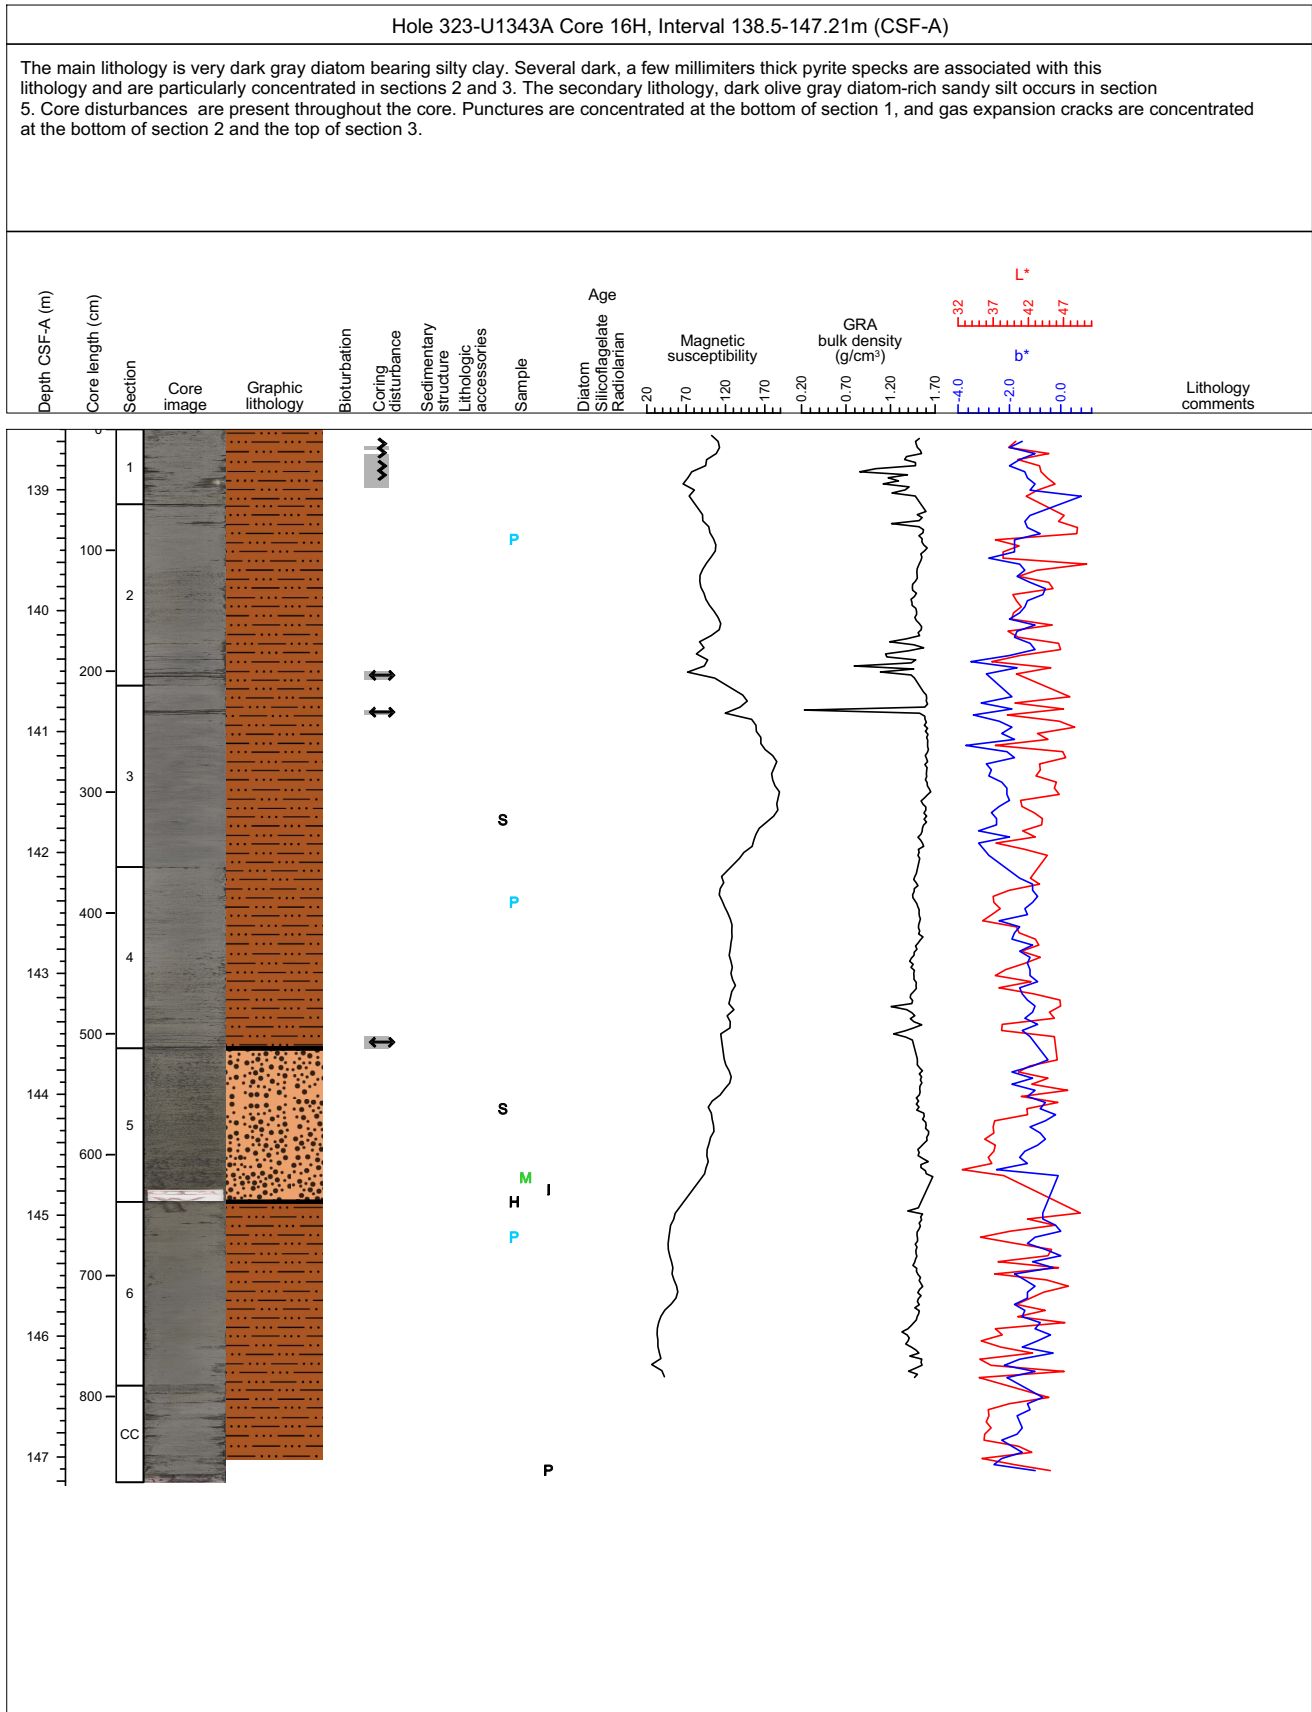 Hole 323-U1343A Core 16H, Interval 138.5-147.21m (CSF-A)
The main lithology is very dark gray diatom bearing silty clay. Several dark, a few millimiters thick pyrite specks are associated with this
lithology and are particularly concentrated in sections 2 and 3. The secondary lithology, dark olive gray diatom-rich sandy silt occurs in section
5. Core disturbances are present throughout the core. Punctures are concentrated at the bottom of section 1, and gas expansion cracks are concentrated
at the bottom of section 2 and the top of section 3.
Depth CSF-A (m)
Core length (cm)
Section
Core
image
Graphic
lithology
Bioturbation
Coring
disturbance
Sedimentary
structure
Lithologic
accessories
Sample
Age
Diatom
Silicoflagelate
Radiolarian
Magnetic
susceptibility
20 70 120 170
GRA
bulk density
(g/cm³)
0.20 0.70 1.20 1.70
L*
32 37 42 47
b*
-4.0 -2.0 0.0
Lithology
comments
0
1
139
P
100
2
140
200
141
3
300
S
142
P
400
4
143
500
144
S
5
600
M
I
H
145
P
700
6
146
800
CC
147
P